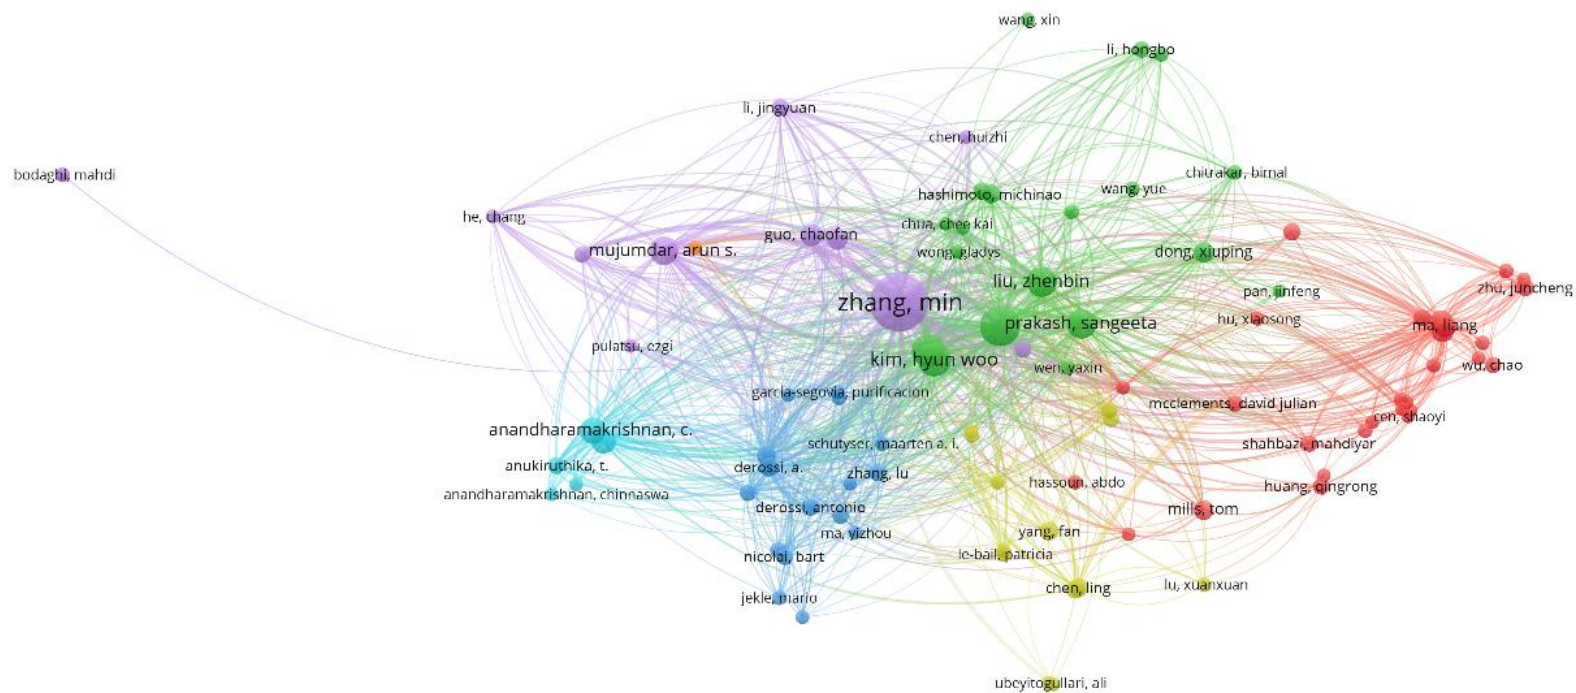 wang, xin
li, hongbo
li, jingyuan
chen, huizhi
bodaghi, mahdi
chitrakar, bimal
hashimoto, michinao
wang, yue
he, chang
chua, chee kai
guo, chaofan
mujumdar, arun s.
wong, gladys
dong, xiuping
liu, zhenbin
zhu, juncheng
pan, jinfeng
zhang, min
hu, xiaosong
prakash, sangeeta
ma, liang
pulatsu, ezgi
kim, hyun woo
wen, yaxin
wu, chao
garcia-segovia, purificacion
mcclements, david julian
cen, shaoyi
anandharamakrishnan, c.
schutyser, maarten a. i.
shahbazi, mahdiyar
anukiruthika, t.
derossi, a.
zhang, lu
hassoun, abdo
huang, qingrong
anandharamakrishnan, chinnaswa
derossi, antonio
mills, tom
ma, yizhou
yang, fan
nicolai, bart
le-bail, patricia
chen, ling
lu, xuanxuan
jekle, mario
ubeyitogullari, ali